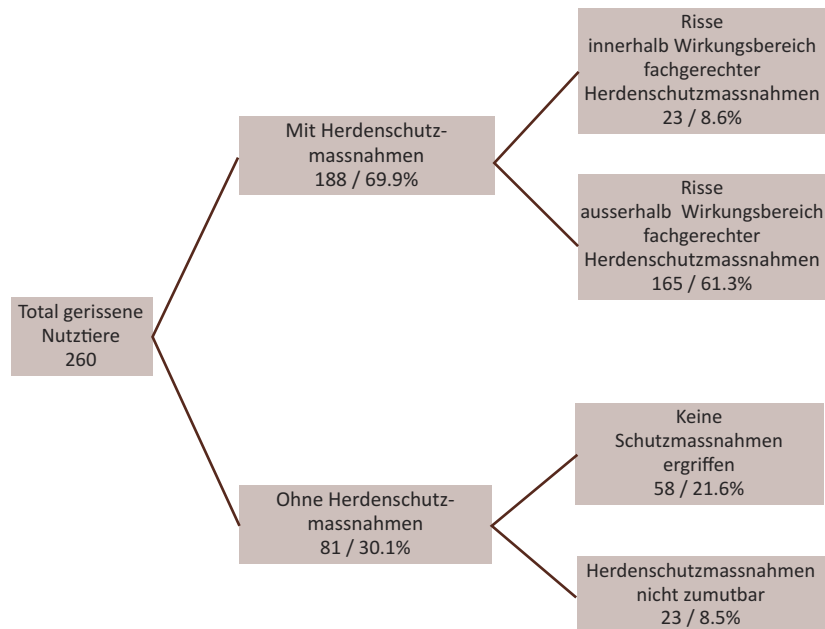 Total gerissene
Nutztiere
260
Mit Herdenschutz-
massnahmen
188 / 69.9%
Risse
innerhalb Wirkungsbereich
fachgerechter
Herdenschutzmassnahmen
23 / 8.6%
Risse
ausserhalb Wirkungsbereich
fachgerechter
Herdenschutzmassnahmen
165 / 61.3%
Ohne Herdenschutz-
massnahmen
81 / 30.1%
Keine
Schutzmassnahmen
ergriffen
58 / 21.6%
Herdenschutzmassnahmen
nicht zumutbar
23 / 8.5%